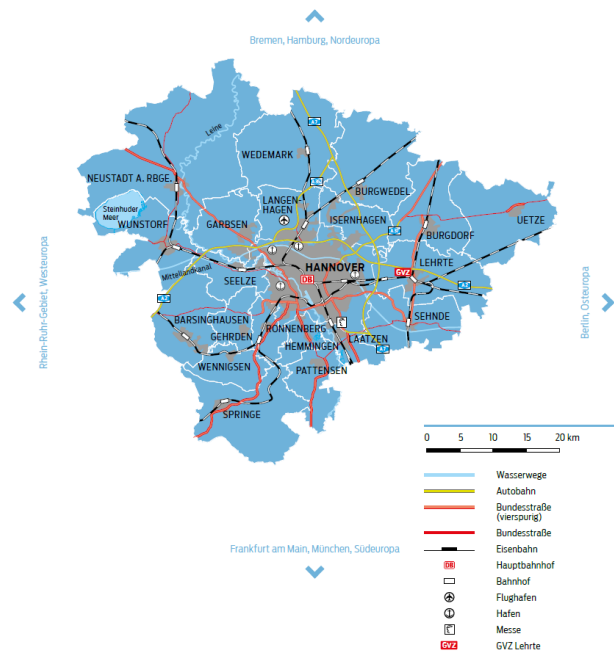 Bremen, Hamburg, Nordeuropa
Leine
WEDEMARK
NEUSTADT A. RBGE.
BURGWEDEL
LANGEN-
HAGEN
Steinhuder
Meer
WUNSTORF
GARBSEN
ISERNHAGEN
UETZE
BURGDORF
Mittellandkanal
HANNOVER
LEHRTE
GVZ
SEELZE
DB
Rhein-Ruhr-Gebiet, Westeuropa
Berlin, Osteuropa
BARSINGHAUSEN
SEHNDE
GEHRDEN
RONNENBERG
LAATZEN
HEMMINGEN
WENNIGSEN
PATTENSEN
SPRINGE
0 5 10 15 20 km
Wasserwege
Autobahn
Bundesstraße
(vierspurig)
Bundesstraße
Eisenbahn
DB Hauptbahnhof
Bahnhof
Flughafen
Hafen
Messe
GVZ GVZ Lehrte
Frankfurt am Main, München, Südeuropa